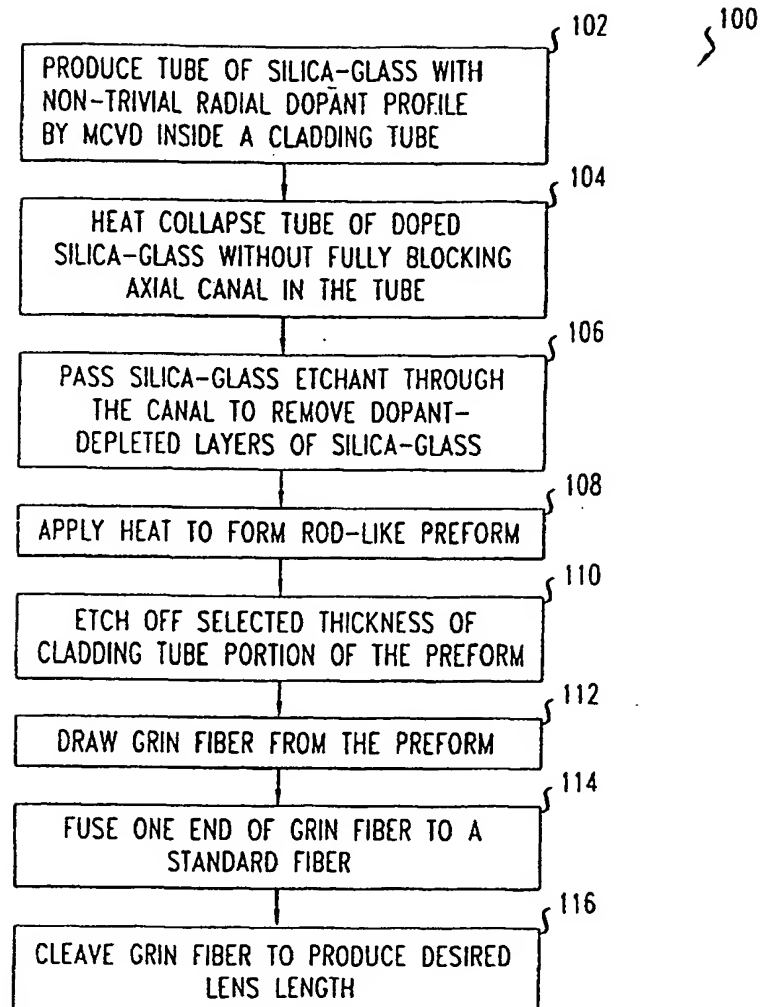 100
102
PRODUCE TUBE OF SILICA-GLASS WITH
NON-TRIVIAL RADIAL DOPANT PROFILE
BY MCVD INSIDE A CLADDING TUBE
104
HEAT COLLAPSE TUBE OF DOPED
SILICA-GLASS WITHOUT FULLY BLOCKING
AXIAL CANAL IN THE TUBE
106
PASS SILICA-GLASS ETCHANT THROUGH
THE CANAL TO REMOVE DOPANT-
DEPLETED LAYERS OF SILICA-GLASS
108
APPLY HEAT TO FORM ROD-LIKE PREFORM
110
ETCH OFF SELECTED THICKNESS OF
CLADDING TUBE PORTION OF THE PREFORM
112
DRAW GRIN FIBER FROM THE PREFORM
114
FUSE ONE END OF GRIN FIBER TO A
STANDARD FIBER
116
CLEAVE GRIN FIBER TO PRODUCE DESIRED
LENS LENGTH